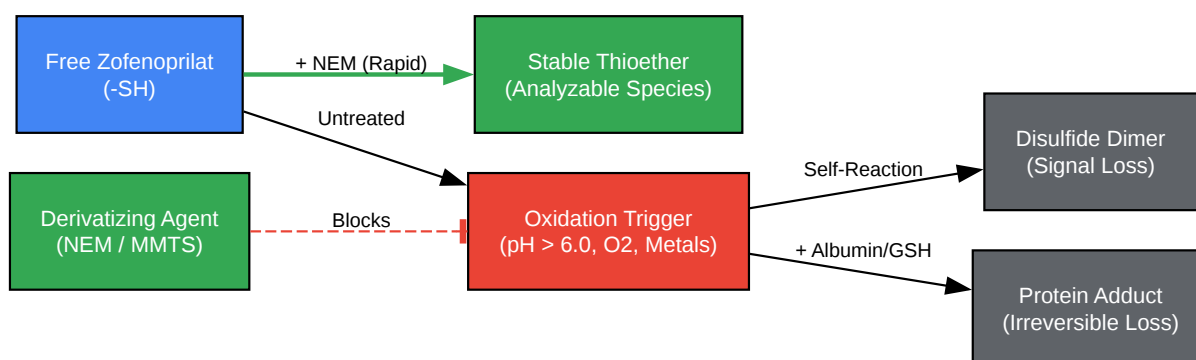 Free Zofenoprilat
(-SH)
+ NEM (Rapid)
Stable Thioether
(Analyzable Species)
Untreated
Derivatizing Agent
(NEM / MMTS)
Blocks
Oxidation Trigger
(pH > 6.0, O2, Metals)
Self-Reaction
Disulfide Dimer
(Signal Loss)
+ Albumin/GSH
Protein Adduct
(Irreversible Loss)